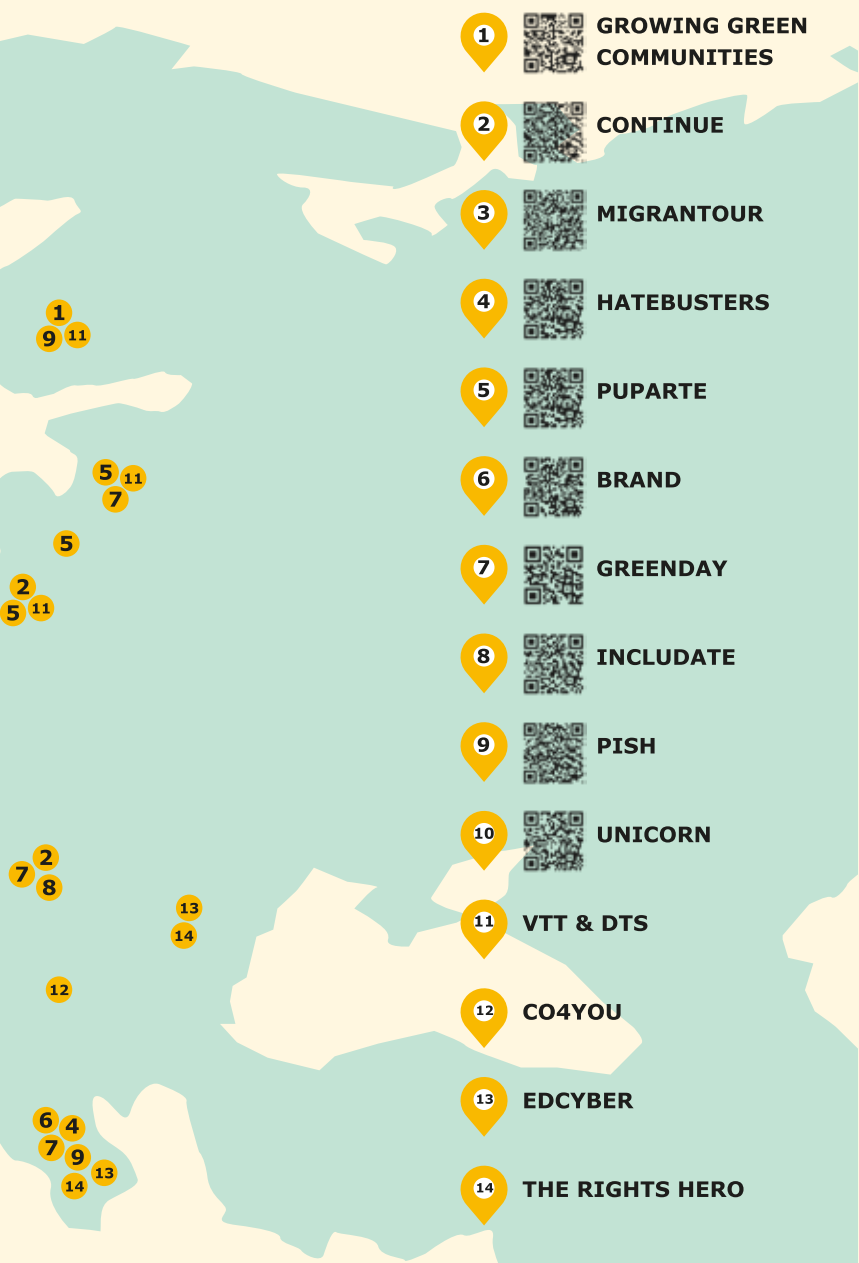 1 GROWING GREEN
COMMUNITIES
2 CONTINUE
3 MIGRANTOUR
4 HATEBUSTERS
5 PUPARTE
6 BRAND
7 GREENDAY
8 INCLUDATE
9 PISH
10 UNICORN
11 VTT & DTS
12 CO4YOU
13 EDCYBER
14 THE RIGHTS HERO
1
9 11
5 11
7
5
2
5 11
2
7
8
13
14
12
6 4
7 9
13
14